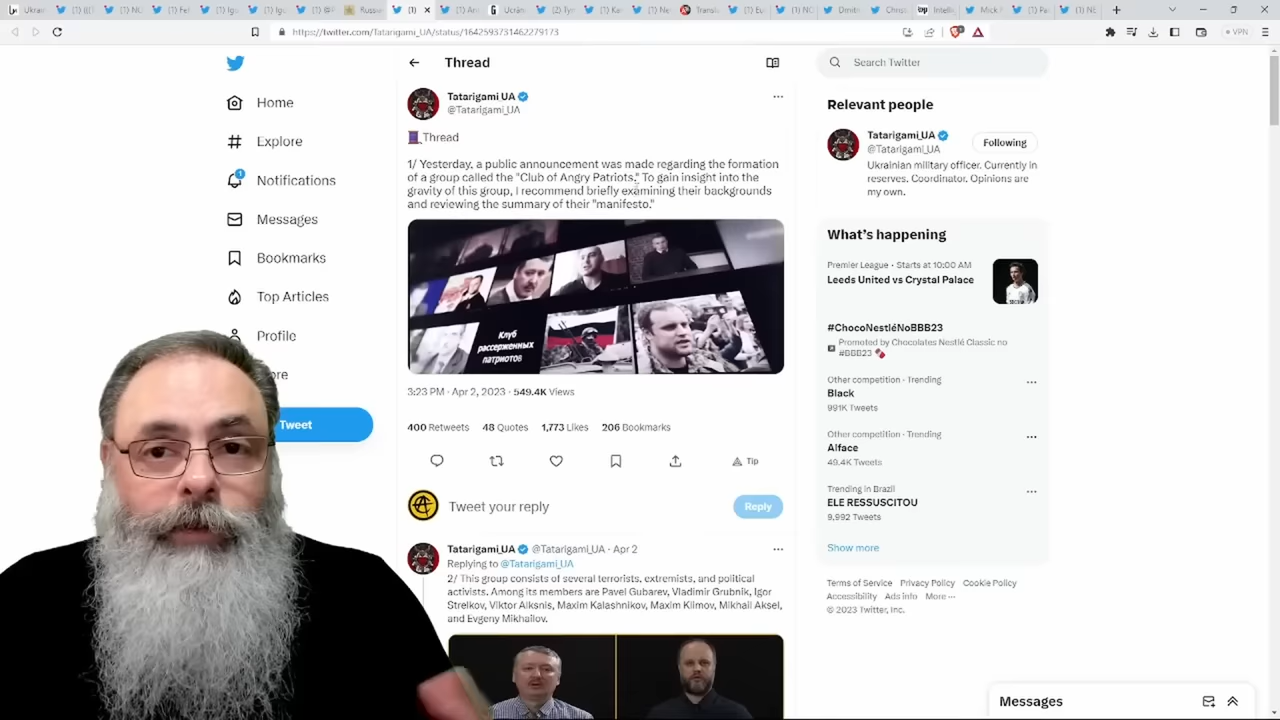 https://twitter.com/Tatarigami_UA/status/1642593731462279173
VPN
Home
Explore
1
Notifications
Messages
Bookmarks
Top Articles
Profile
ore
Tweet
Thread
Tatarigami_UA
@Tatarigami_UA
Thread
1/ Yesterday, a public announcement was made regarding the formation
of a group called the "Club of Angry Patriots." To gain insight into the
gravity of this group, I recommend briefly examining their backgrounds
and reviewing the summary of their "manifesto."
Клуб
рассерженных
патриотов
3:23 PM · Apr 2, 2023 · 549.4K Views
400 Retweets 48 Quotes 1,773 Likes 206 Bookmarks
Tip
Tweet your reply
Reply
Tatarigami_UA @Tatarigami_UA · Apr 2
Replying to @Tatarigami_UA
2/ This group consists of several terrorists, extremists, and political
activists. Among its members are Pavel Gubarev, Vladimir Grubnik, Igor
Strelkov, Viktor Alksnis, Maxim Kalashnikov, Maxim Klimov, Mikhail Aksel,
and Evgeny Mikhailov.
Search Twitter
Relevant people
Tatarigami_UA
@Tatarigami_UA
Following
Ukrainian military officer. Currently in
reserves. Coordinator. Opinions are
my own.
What's happening
Premier League · Starts at 10:00 AM
Leeds United vs Crystal Palace
#ChocoNestléNoBBB23
Promoted by Chocolates Nestlé Classic no
#BBB23
Other competition · Trending
Black
991K Tweets
Other competition · Trending
Alface
49.4K Tweets
Trending in Brazil
ELE RESSUSCITOU
9,992 Tweets
Show more
Terms of Service Privacy Policy Cookie Policy
Accessibility Ads info More ···
© 2023 Twitter, Inc.
Messages